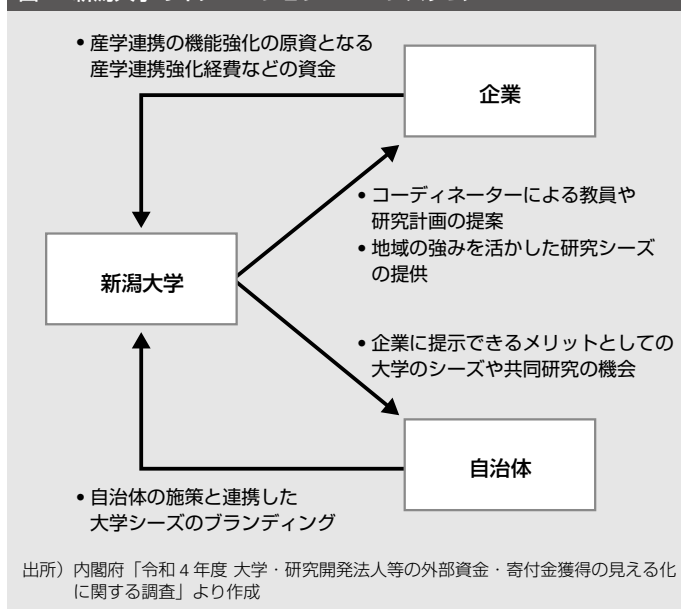 • 産学連携の機能強化の原資となる
産学連携強化経費などの資金
企業
• コーディネーターによる教員や
研究計画の提案
• 地域の強みを活かした研究シーズ
の提供
新潟大学
• 企業に提示できるメリットとしての
大学のシーズや共同研究の機会
自治体
• 自治体の施策と連携した
大学シーズのブランディング
出所）内閣府「令和4年度 大学・研究開発法人等の外部資金・寄付金獲得の見える化
に関する調査」より作成